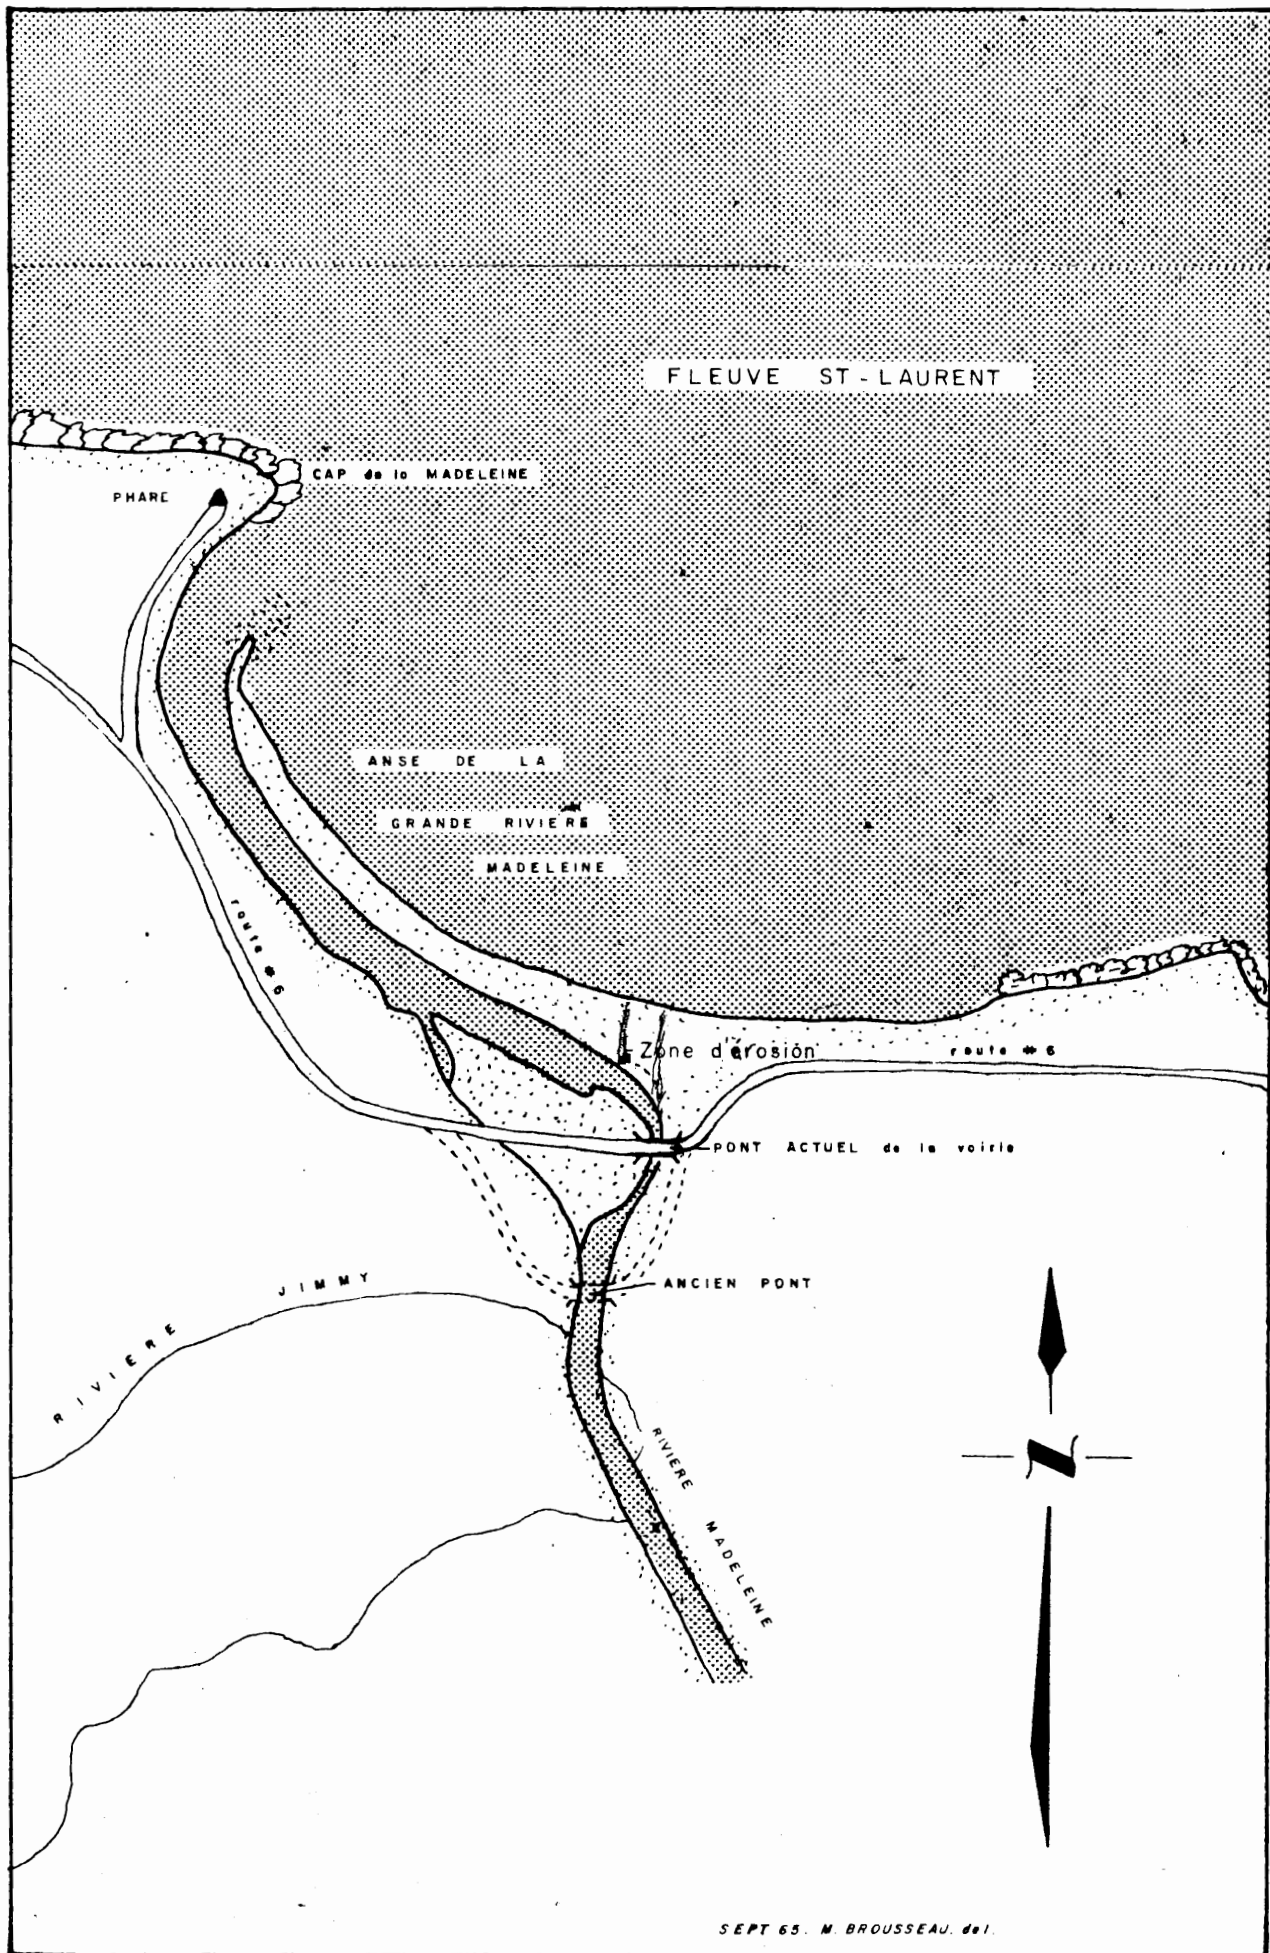 FLEUVE ST-LAURENT
CAP de la MADELEINE
PHARE
ANSE DE LA
GRANDE RIVIERE
MADELEINE
route # 6
Zone d'érosion
route # 6
PONT ACTUEL de la voirie
ANCIEN PONT
RIVIERE JIMMY
N
RIVIERE MADELEINE
SEPT 65. M. BROUSSEAU. del.